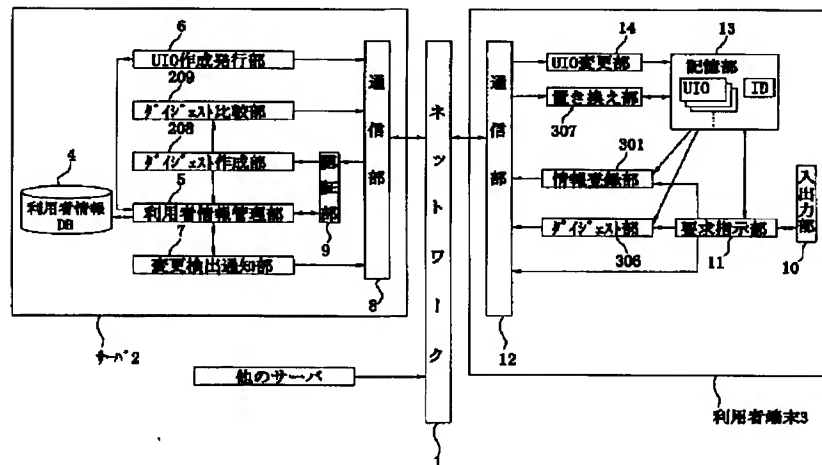 6
UIO作成発行部
209
ダイジェスト比較部
208
ダイジェスト作成部
4
利用者情報
DB
5
利用者情報管理部
7
変更検出通知部
認証部
9
通信部
8
サーバ2
他のサーバ
ネットワーク
1
通信部
12
14
UIO変更部
置き換え部
307
13
記憶部
UIO
ID
301
情報登録部
ダイジェスト部
306
要求指示部
11
入出力部
10
利用者端末3